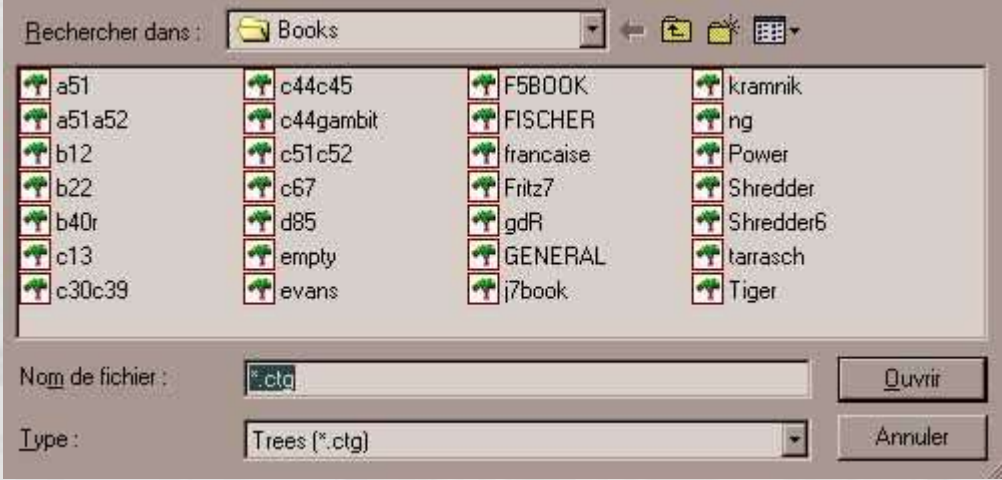 Rechercher dans : Books
a51 c44c45 F5BOOK kramnik
a51a52 c44gambit FISCHER ng
b12 c51c52 francaise Power
b22 c67 Fritz7 Shredder
b40r d85 gdR Shredder6
c13 empty GENERAL tarrasch
c30c39 evans j7book Tiger
Nom de fichier : *.ctg Ouvrir
Type : Trees (*.ctg) Annuler